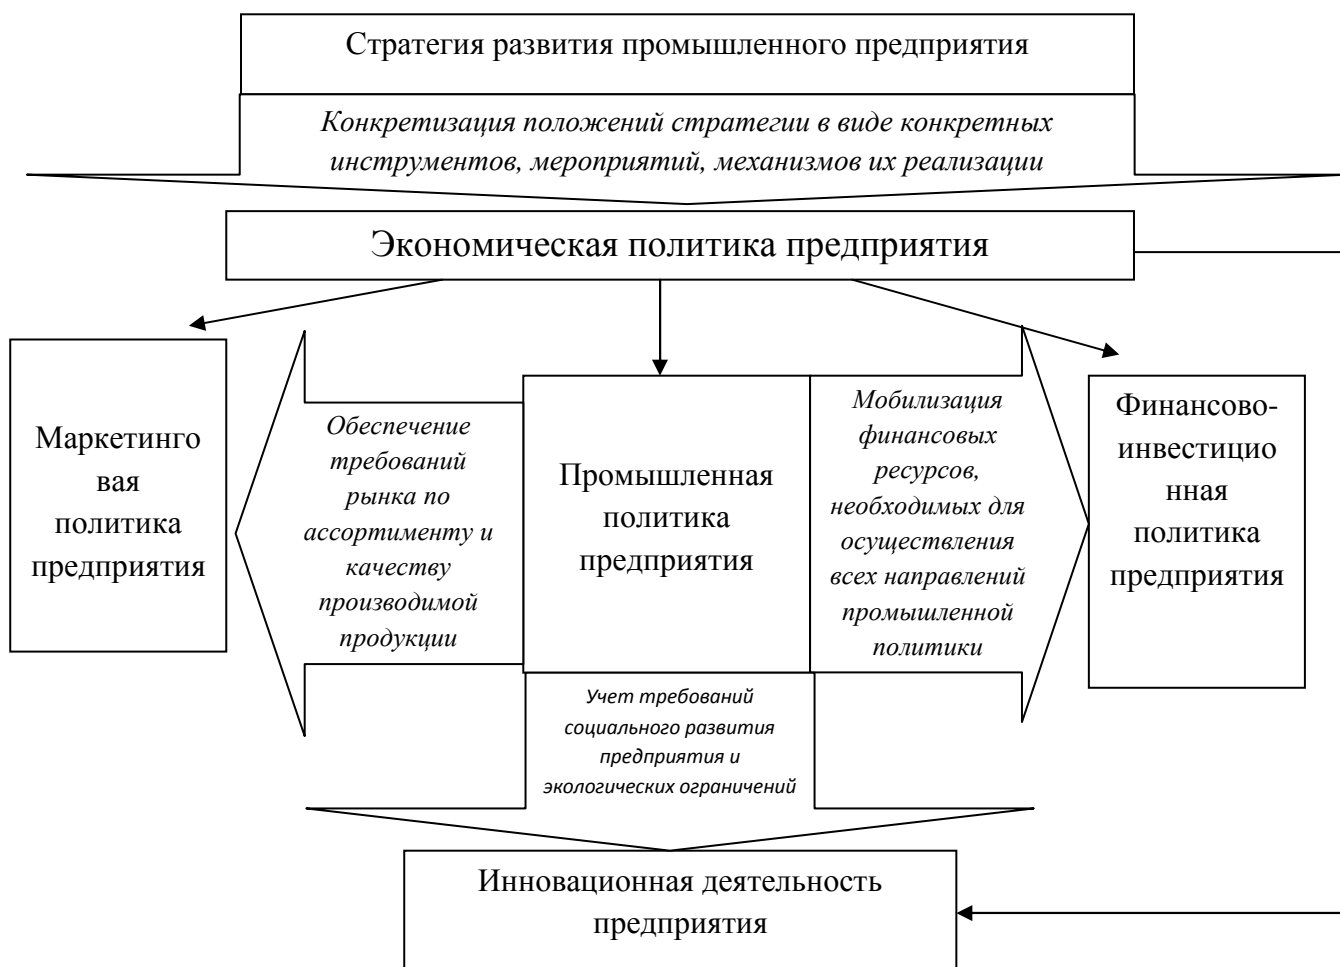 Стратегия развития промышленного предприятия
Конкретизация положений стратегии в виде конкретных
инструментов, мероприятий, механизмов их реализации
Экономическая политика предприятия
Маркетинго
вая
политика
предприятия
Обеспечение
требований
рынка по
ассортименту и
качеству
производимой
продукции
Промышленная
политика
предприятия
Мобилизация
финансовых
ресурсов,
необходимых для
осуществления
всех направлений
промышленной
политики
Финансово-
инвестицио
нная
политика
предприятия
Учет требований
социального развития
предприятия и
экологических ограничений
Инновационная деятельность
предприятия